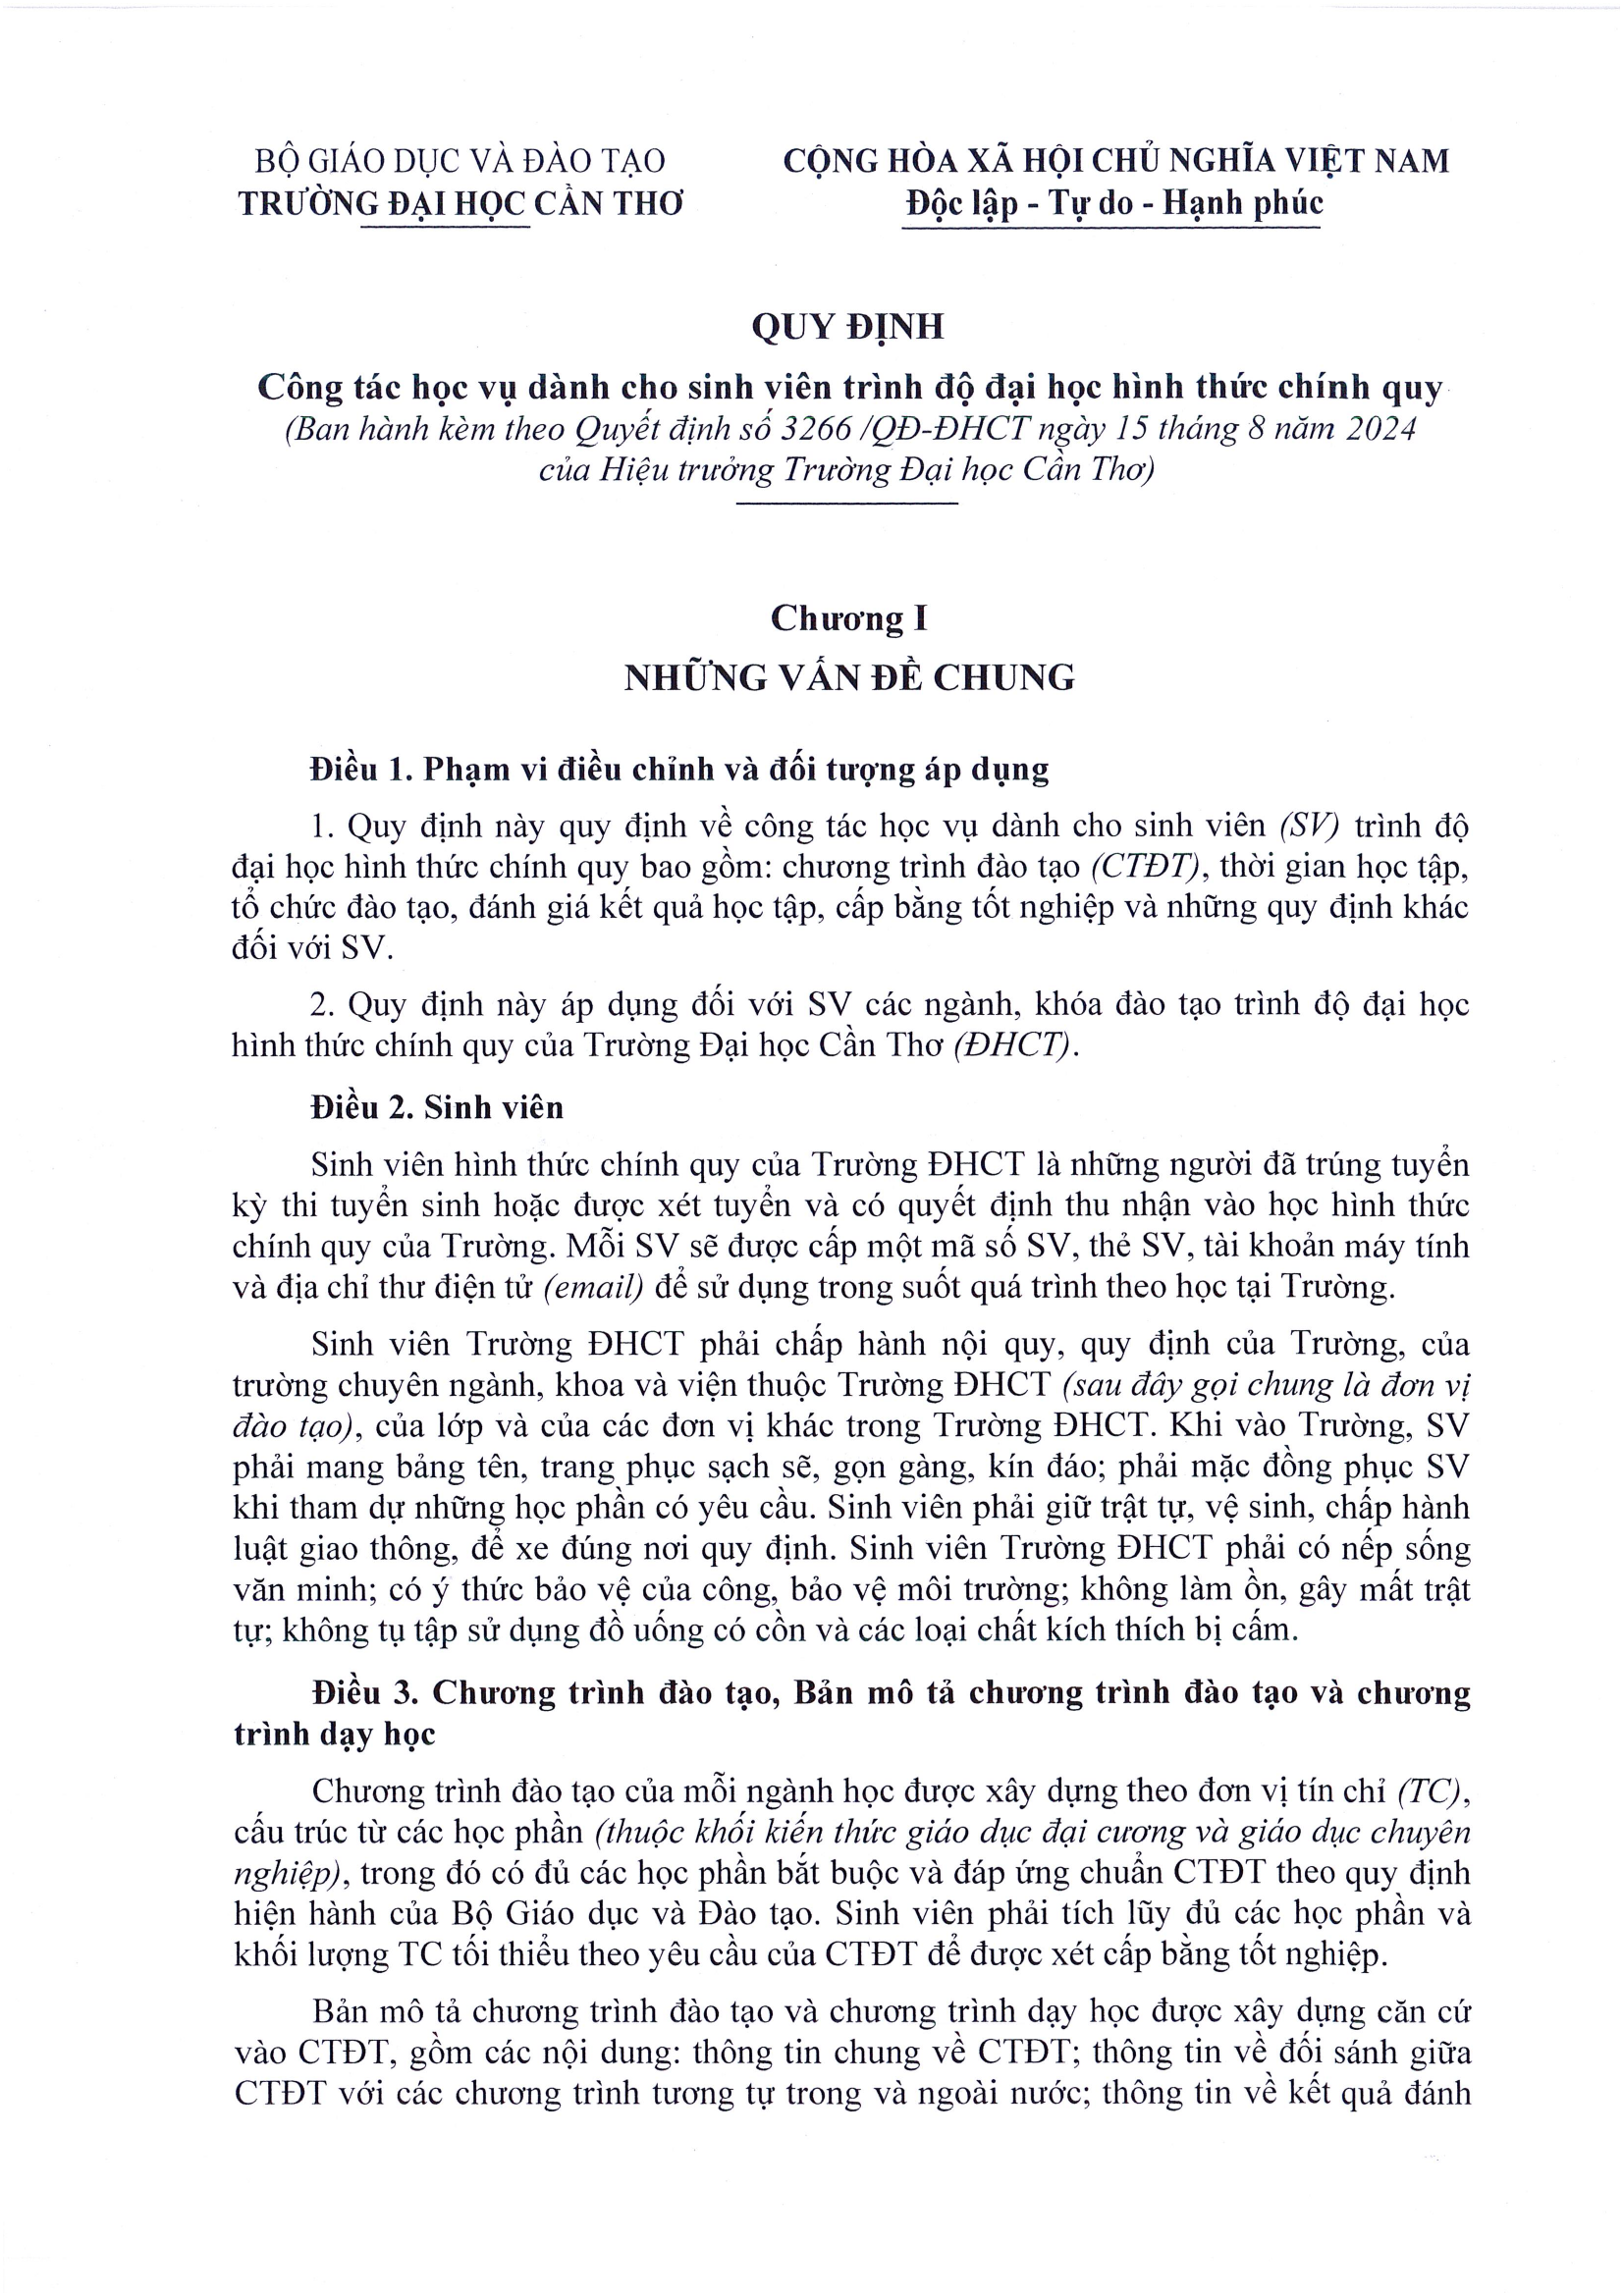 BỘ GIÁO DỤC VÀ ĐÀO TẠO
TRƯỜNG ĐẠI HỌC CẦN THƠ
CỘNG HÒA XÃ HỘI CHỦ NGHĨA VIỆT NAM
Độc lập - Tự do - Hạnh phúc
QUY ĐỊNH
Công tác học vụ dành cho sinh viên trình độ đại học hình thức chính quy
(Ban hành kèm theo Quyết định số 3266 /QĐ-ĐHCT ngày 15 tháng 8 năm 2024
của Hiệu trưởng Trường Đại học Cần Thơ)
Chương I
NHỮNG VẤN ĐỀ CHUNG
Điều 1. Phạm vi điều chỉnh và đối tượng áp dụng
1. Quy định này quy định về công tác học vụ dành cho sinh viên (SV) trình độ
đại học hình thức chính quy bao gồm: chương trình đào tạo (CTĐT), thời gian học tập,
tổ chức đào tạo, đánh giá kết quả học tập, cấp bằng tốt nghiệp và những quy định khác
đối với SV.
2. Quy định này áp dụng đối với SV các ngành, khóa đào tạo trình độ đại học
hình thức chính quy của Trường Đại học Cần Thơ (ĐHCT).
Điều 2. Sinh viên
Sinh viên hình thức chính quy của Trường ĐHCT là những người đã trúng tuyển
kỳ thi tuyển sinh hoặc được xét tuyển và có quyết định thu nhận vào học hình thức
chính quy của Trường. Mỗi SV sẽ được cấp một mã số SV, thẻ SV, tài khoản máy tính
và địa chỉ thư điện tử (email) để sử dụng trong suốt quá trình theo học tại Trường.
Sinh viên Trường ĐHCT phải chấp hành nội quy, quy định của Trường, của
trường chuyên ngành, khoa và viện thuộc Trường ĐHCT (sau đây gọi chung là đơn vị
đào tạo), của lớp và của các đơn vị khác trong Trường ĐHCT. Khi vào Trường, SV
phải mang bảng tên, trang phục sạch sẽ, gọn gàng, kín đáo; phải mặc đồng phục SV
khi tham dự những học phần có yêu cầu. Sinh viên phải giữ trật tự, vệ sinh, chấp hành
luật giao thông, để xe đúng nơi quy định. Sinh viên Trường ĐHCT phải có nếp sống
văn minh; có ý thức bảo vệ của công, bảo vệ môi trường; không làm ồn, gây mất trật
tự; không tụ tập sử dụng đồ uống có cồn và các loại chất kích thích bị cấm.
Điều 3. Chương trình đào tạo, Bản mô tả chương trình đào tạo và chương
trình dạy học
Chương trình đào tạo của mỗi ngành học được xây dựng theo đơn vị tín chỉ (TC),
cấu trúc từ các học phần (thuộc khối kiến thức giáo dục đại cương và giáo dục chuyên
nghiệp), trong đó có đủ các học phần bắt buộc và đáp ứng chuẩn CTĐT theo quy định
hiện hành của Bộ Giáo dục và Đào tạo. Sinh viên phải tích lũy đủ các học phần và
khối lượng TC tối thiểu theo yêu cầu của CTĐT để được xét cấp bằng tốt nghiệp.
Bản mô tả chương trình đào tạo và chương trình dạy học được xây dựng căn cứ
vào CTĐT, gồm các nội dung: thông tin chung về CTĐT; thông tin về đối sánh giữa
CTĐT với các chương trình tương tự trong và ngoài nước; thông tin về kết quả đánh